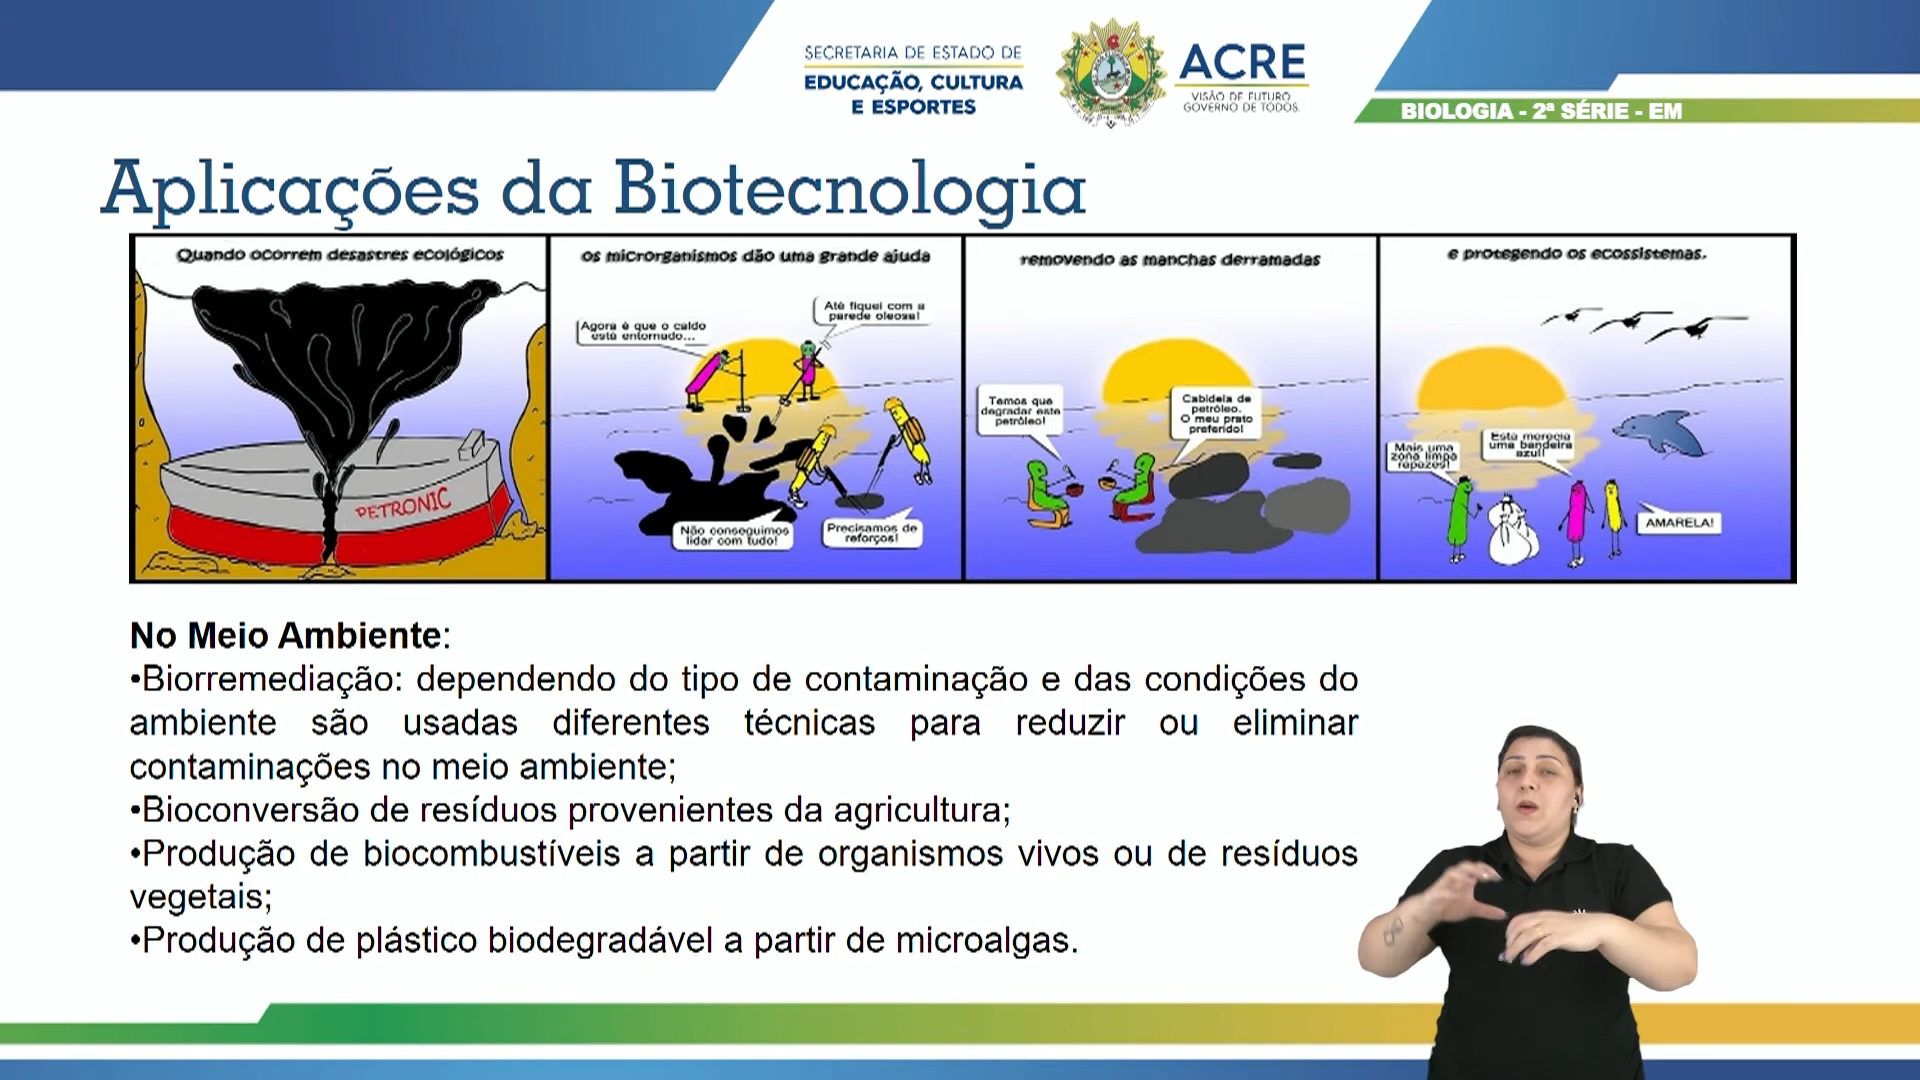 SECRETARIA DE ESTADO DE
EDUCAÇÃO, CULTURA
E ESPORTES
ACRE
VISÃO DE FUTURO
GOVERNO DE TODOS.
BIOLOGIA - 2ª SÉRIE - EM
Aplicações da Biotecnologia
Quando ocorrem desastres ecológicos
PETRONIC
os microrganismos dão uma grande ajuda
Agora é que o caldo
está entornado...
Até fiquei com a
parede oleosa!
Não conseguimos
lidar com tudo!
Precisamos de
reforços!
removendo as manchas derramadas
Temos que
degradar este
petróleo!
Cabidela de
petróleo.
O meu prato
preferido!
e protegendo os ecossistemas.
Mais uma
zona limpa
rapazes!
Esta merecia
uma bandeira
azul!
AMARELA!
No Meio Ambiente:
•Biorremediação: dependendo do tipo de contaminação e das condições do
ambiente são usadas diferentes técnicas para reduzir ou eliminar
contaminações no meio ambiente;
•Bioconversão de resíduos provenientes da agricultura;
•Produção de biocombustíveis a partir de organismos vivos ou de resíduos
vegetais;
•Produção de plástico biodegradável a partir de microalgas.